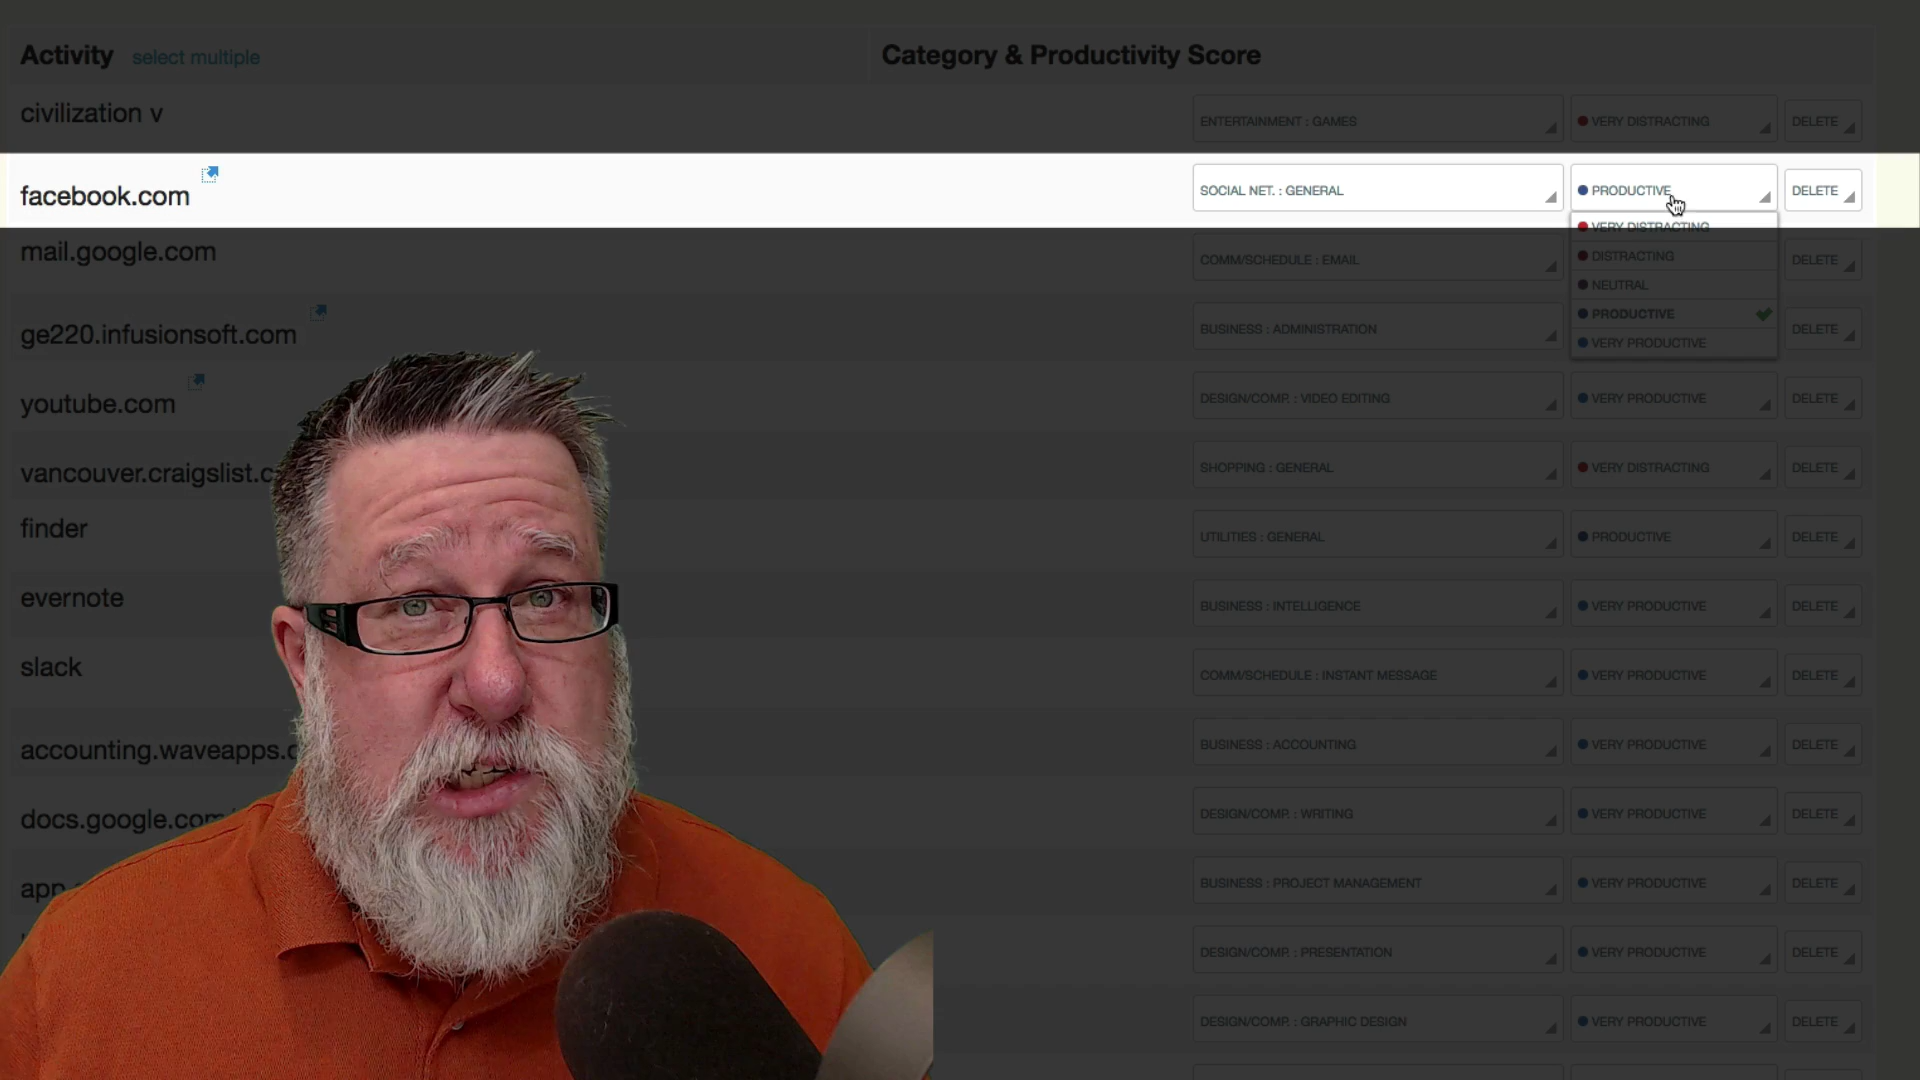 Activity select multiple Category & Productivity Score
civilization v ENTERTAINMENT : GAMES VERY DISTRACTING DELETE
facebook.com SOCIAL NET. : GENERAL PRODUCTIVE DELETE
VERY DISTRACTING
mail.google.com COMM/SCHEDULE : EMAIL DISTRACTING DELETE
NEUTRAL
PRODUCTIVE
ge220.infusionsoft.com BUSINESS : ADMINISTRATION DELETE
VERY PRODUCTIVE
youtube.com DESIGN/COMP. : VIDEO EDITING VERY PRODUCTIVE DELETE
vancouver.craigslist.c SHOPPING : GENERAL VERY DISTRACTING DELETE
finder UTILITIES : GENERAL PRODUCTIVE DELETE
evernote BUSINESS : INTELLIGENCE VERY PRODUCTIVE DELETE
slack COMM/SCHEDULE : INSTANT MESSAGE VERY PRODUCTIVE DELETE
accounting.waveapps.c BUSINESS : ACCOUNTING VERY PRODUCTIVE DELETE
docs.google.com DESIGN/COMP. : WRITING VERY PRODUCTIVE DELETE
app. BUSINESS : PROJECT MANAGEMENT VERY PRODUCTIVE DELETE
DESIGN/COMP. : PRESENTATION VERY PRODUCTIVE DELETE
DESIGN/COMP. : GRAPHIC DESIGN VERY PRODUCTIVE DELETE